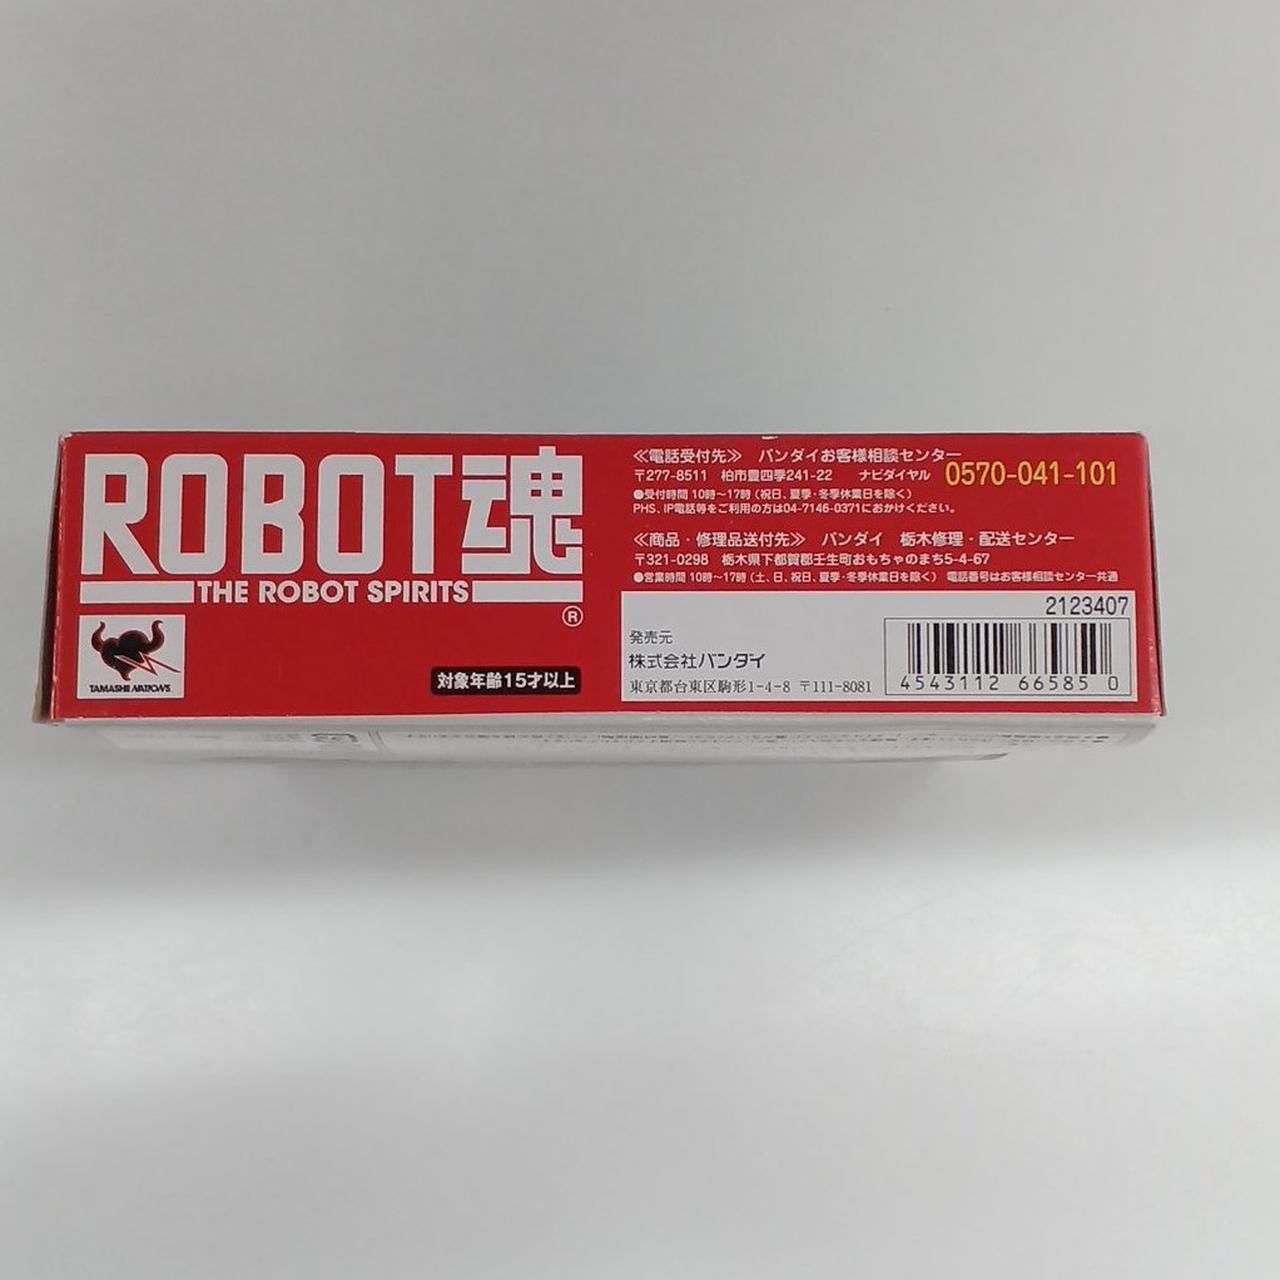 ROBOT魂
THE ROBOT SPIRITS
®
TAMASHII NATIONS
対象年齢15才以上
≪電話受付先≫ バンダイお客様相談センター
〒277-8511 柏市豊四季241-22 ナビダイヤル 0570-041-101
●受付時間 10時～17時(祝日、夏季・冬季休業日を除く)
PHS、IP電話等をご利用の方は04-7146-0371におかけください。
≪商品・修理品送付先≫ バンダイ 栃木修理・配送センター
〒321-0298 栃木県下都賀郡壬生町おもちゃのまち5-4-67
●営業時間 10時～17時(土、日、祝日、夏季・冬季休業日を除く) 電話番号はお客様相談センター共通
2123407
発売元
株式会社バンダイ
東京都台東区駒形1-4-8 〒111-8081
4543112 66585 0